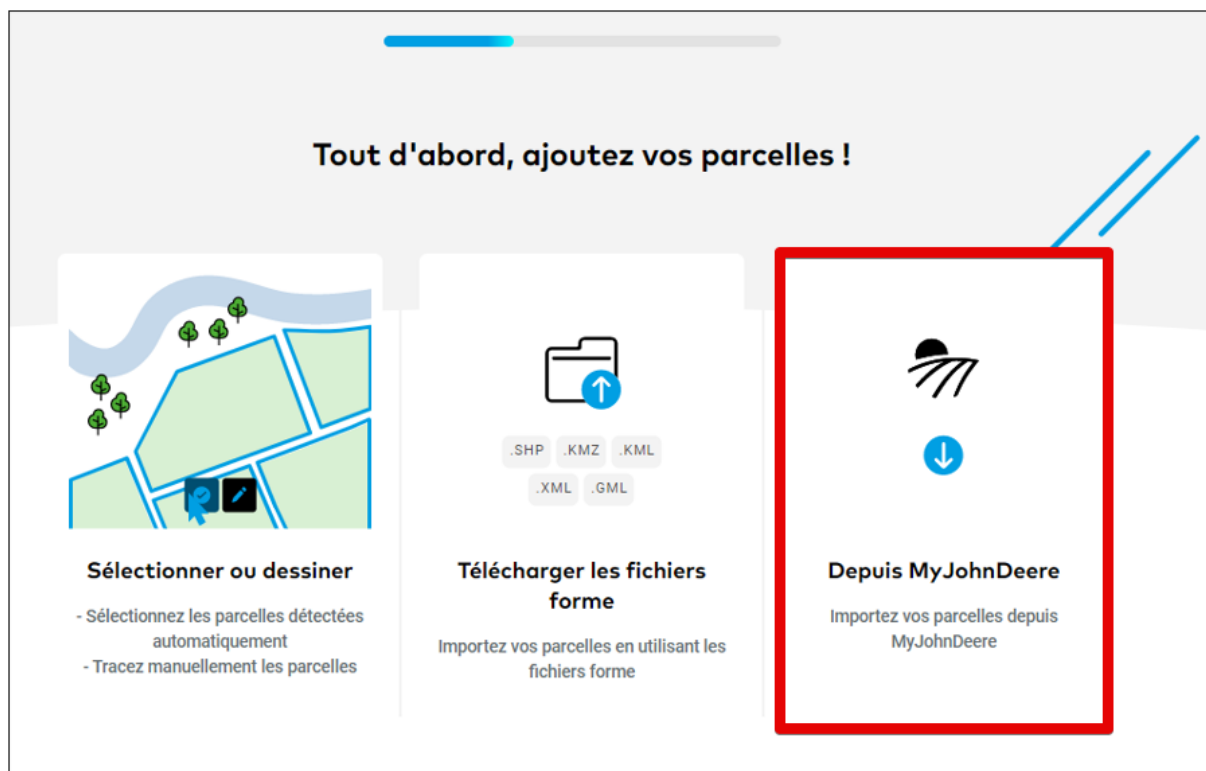 Tout d'abord, ajoutez vos parcelles !
Sélectionner ou dessiner
- Sélectionnez les parcelles détectées
automatiquement
- Tracez manuellement les parcelles
.SHP .KMZ .KML
.XML .GML
Télécharger les fichiers
forme
Importez vos parcelles en utilisant les
fichiers forme
Depuis MyJohnDeere
Importez vos parcelles depuis
MyJohnDeere